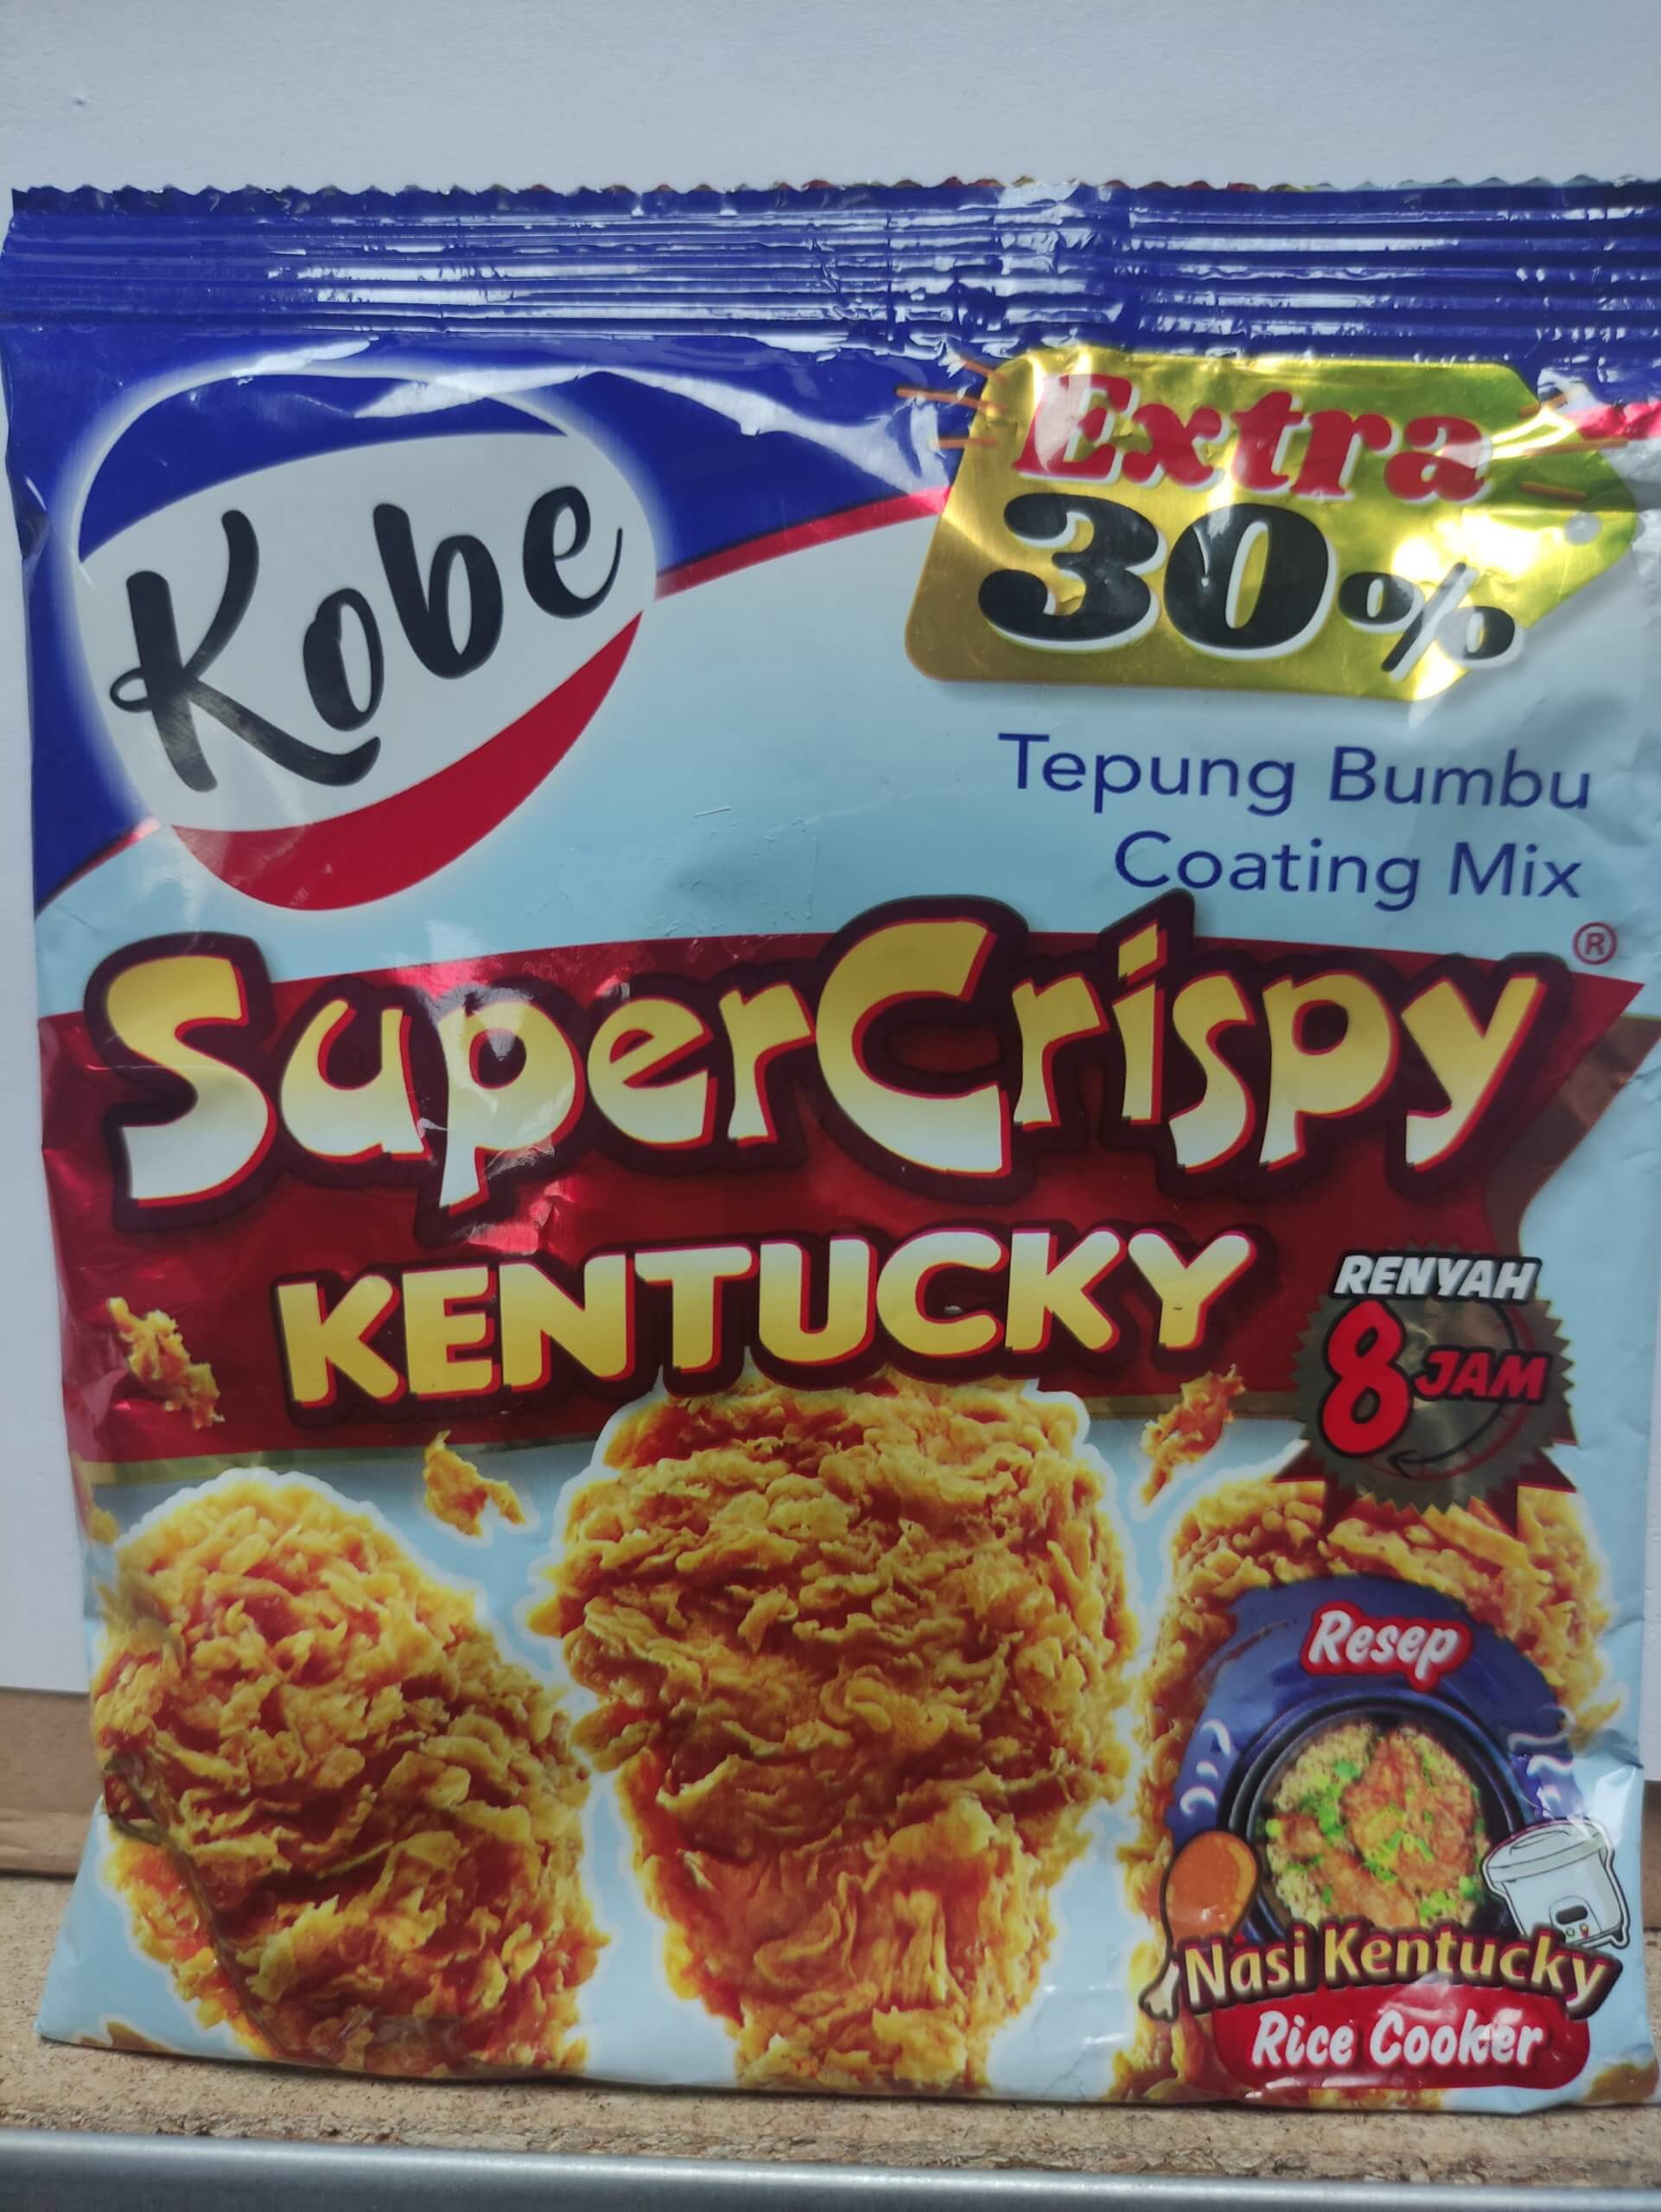 Kobe
Extra
30%
Tepung Bumbu
Coating Mix
SuperCrispy®
KENTUCKY
RENYAH
8 JAM
Resep
Nasi Kentucky
Rice Cooker